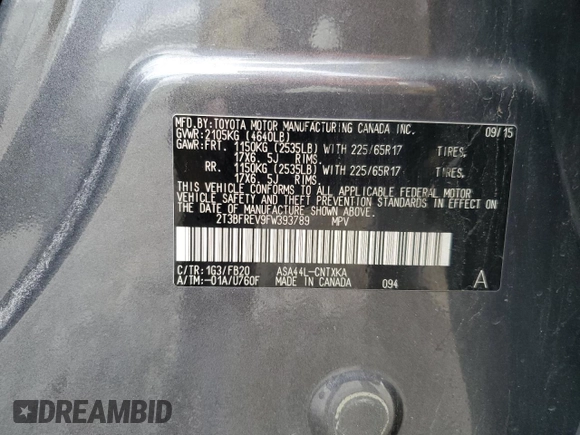 MFD.BY:TOYOTA MOTOR MANUFACTURING CANADA INC. 09/15
GVWR:2105KG (4640LB)
GAWR:FRT. 1150KG (2535LB) WITH 225/65R17 TIRES,
17X6.5J RIMS.
RR. 1150KG (2535LB) WITH 225/65R17 TIRES,
17X6.5J RIMS.
THIS VEHICLE CONFORMS TO ALL APPLICABLE FEDERAL MOTOR
VEHICLE SAFETY AND THEFT PREVENTION STANDARDS IN EFFECT ON
THE DATE OF MANUFACTURE SHOWN ABOVE.
2T3BFREV9FW393789 MPV
C/TR:1G3/FB20 ASA44L-CNTXKA A
A/TM:-01A/U760F MADE IN CANADA 094
DREAMBID